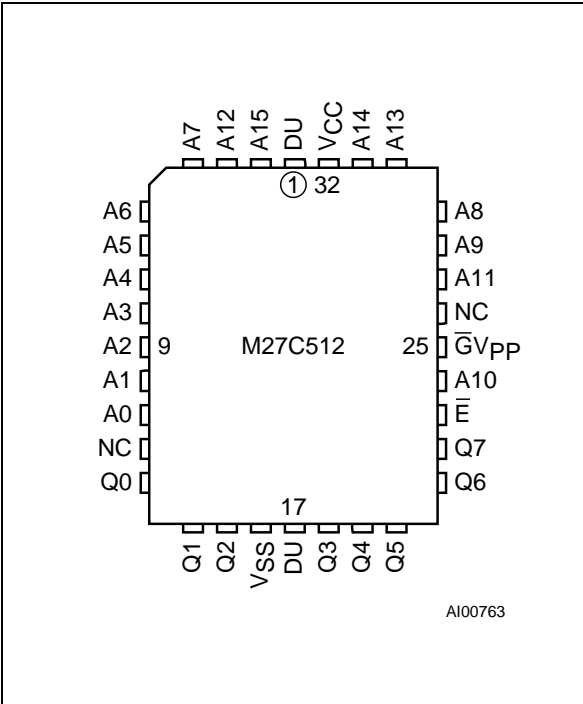 A7 A12 A15 DU VCC A14 A13
1 32
A6 A8
A5 A9
A4 A11
A3 NC
A2 9 M27C512 25 G̅VPP
A1 A10
A0 E̅
NC Q7
Q0 Q6
17
Q1 Q2 VSS DU Q3 Q4 Q5
AI00763